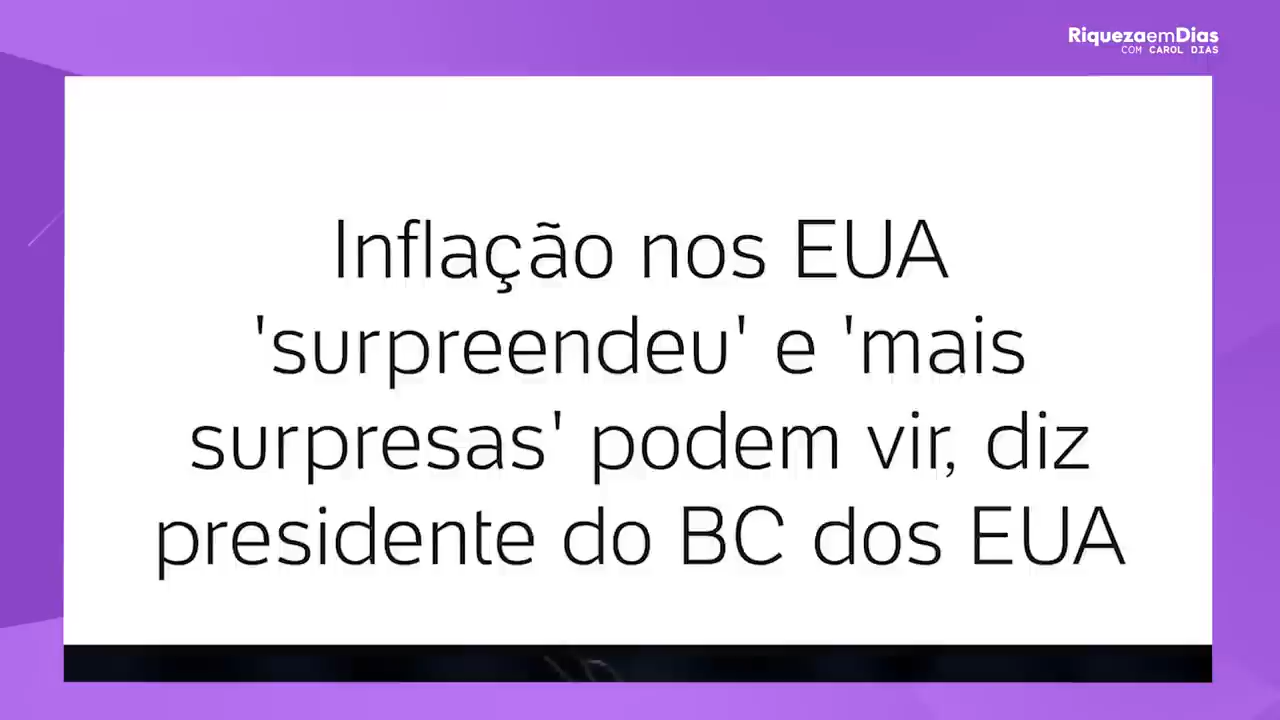 RiquezaemDias
COM CAROL DIAS
Inflação nos EUA
'surpreendeu' e 'mais
surpresas' podem vir, diz
presidente do BC dos EUA